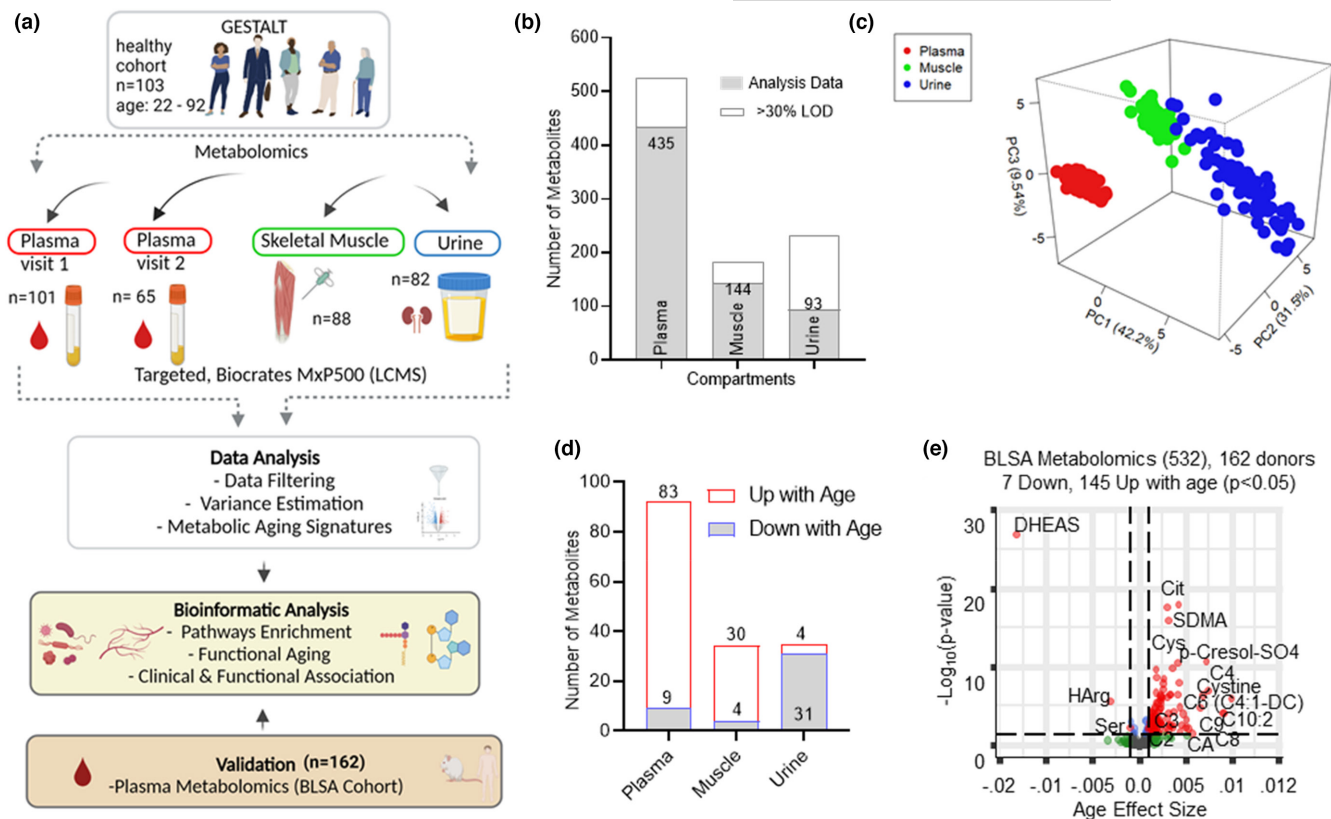 (a)
GESTALT
healthy
cohort
n=103
age: 22 - 92
Metabolomics
Plasma
visit 1
n=101
Plasma
visit 2
n= 65
Skeletal Muscle
n=88
Urine
n=82
Targeted, Biocrates MxP500 (LCMS)
Data Analysis
- Data Filtering
- Variance Estimation
- Metabolic Aging Signatures
Bioinformatic Analysis
- Pathways Enrichment
- Functional Aging
- Clinical & Functional Association
Validation (n=162)
-Plasma Metabolomics (BLSA Cohort)
(b)
Number of Metabolites
600
500
400
300
200
100
0
Analysis Data
>30% LOD
435
144
93
Plasma
Muscle
Urine
Compartments
(c)
Plasma
Muscle
Urine
PC3 (9.54%)
5
0
-5
PC1 (42.2%)
0
5
PC2 (31.5%)
-5
0
5
(d)
Number of Metabolites
100
80
60
40
20
0
83
9
30
4
4
31
Up with Age
Down with Age
Plasma
Muscle
Urine
(e)
BLSA Metabolomics (532), 162 donors
7 Down, 145 Up with age (p<0.05)
-Log10(p-value)
30
20
10
0
DHEAS
Cit
SDMA
Cys
p-Cresol-SO4
C4
Cystine
HArg
C6 (C4:1-DC)
Ser
C3
C9
C10:2
C2
CA
C8
-.02
-.005
0.0
.005
.01
.012
Age Effect Size